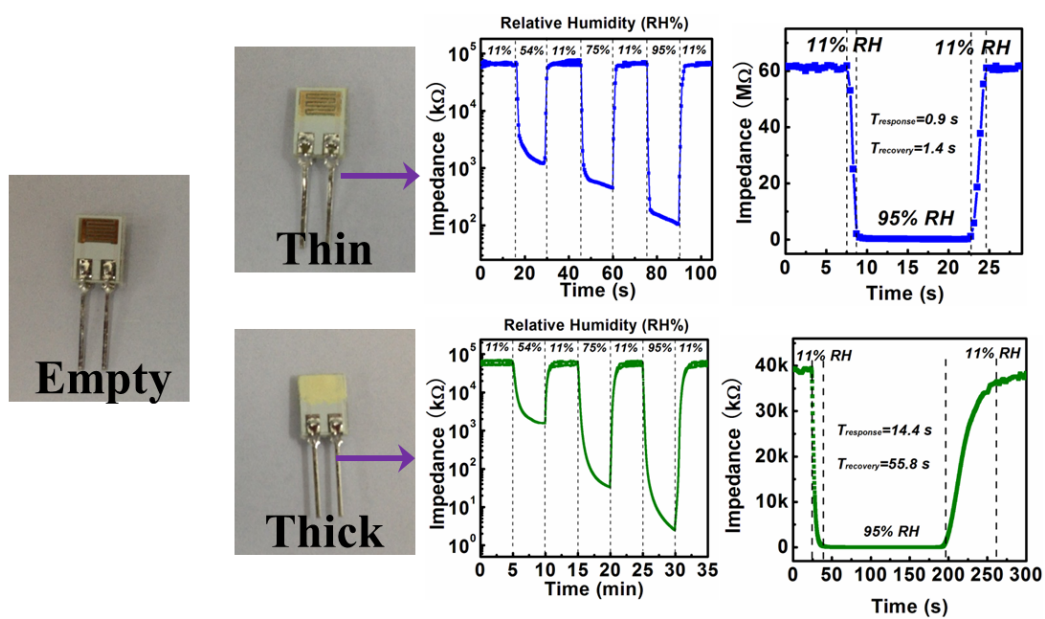 Empty
Thin
Relative Humidity (RH%)
11% 54% 11% 75% 11% 95% 11%
Impedance (kΩ)
10⁵
10⁴
10³
10²
0 20 40 60 80 100
Time (s)
11% RH 11% RH
Impedance (MΩ)
60
40
20
0
Tresponse=0.9 s
Trecovery=1.4 s
95% RH
0 5 10 15 20 25
Time (s)
Thick
Relative Humidity (RH%)
11% 54% 11% 75% 11% 95% 11%
Impedance (kΩ)
10⁵
10⁴
10³
10²
10¹
10⁰
0 5 10 15 20 25 30 35
Time (min)
11% RH 11% RH
Impedance (kΩ)
40k
30k
20k
10k
0
Tresponse=14.4 s
Trecovery=55.8 s
95% RH
0 50 100 150 200 250 300
Time (s)